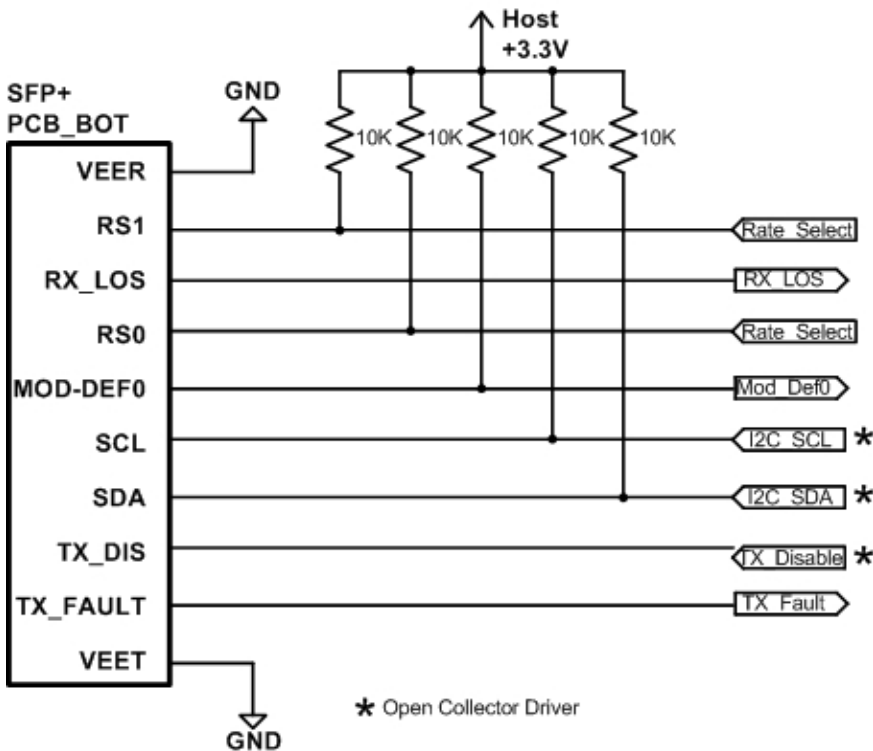 Host
+3.3V
SFP+
PCB_BOT
GND
10K 10K 10K 10K 10K
VEER
RS1 Rate_Select
RX_LOS RX_LOS
RS0 Rate_Select
MOD-DEF0 Mod_Def0
SCL I2C_SCL *
SDA I2C_SDA *
TX_DIS TX_Disable *
TX_FAULT TX_Fault
VEET
* Open Collector Driver
GND